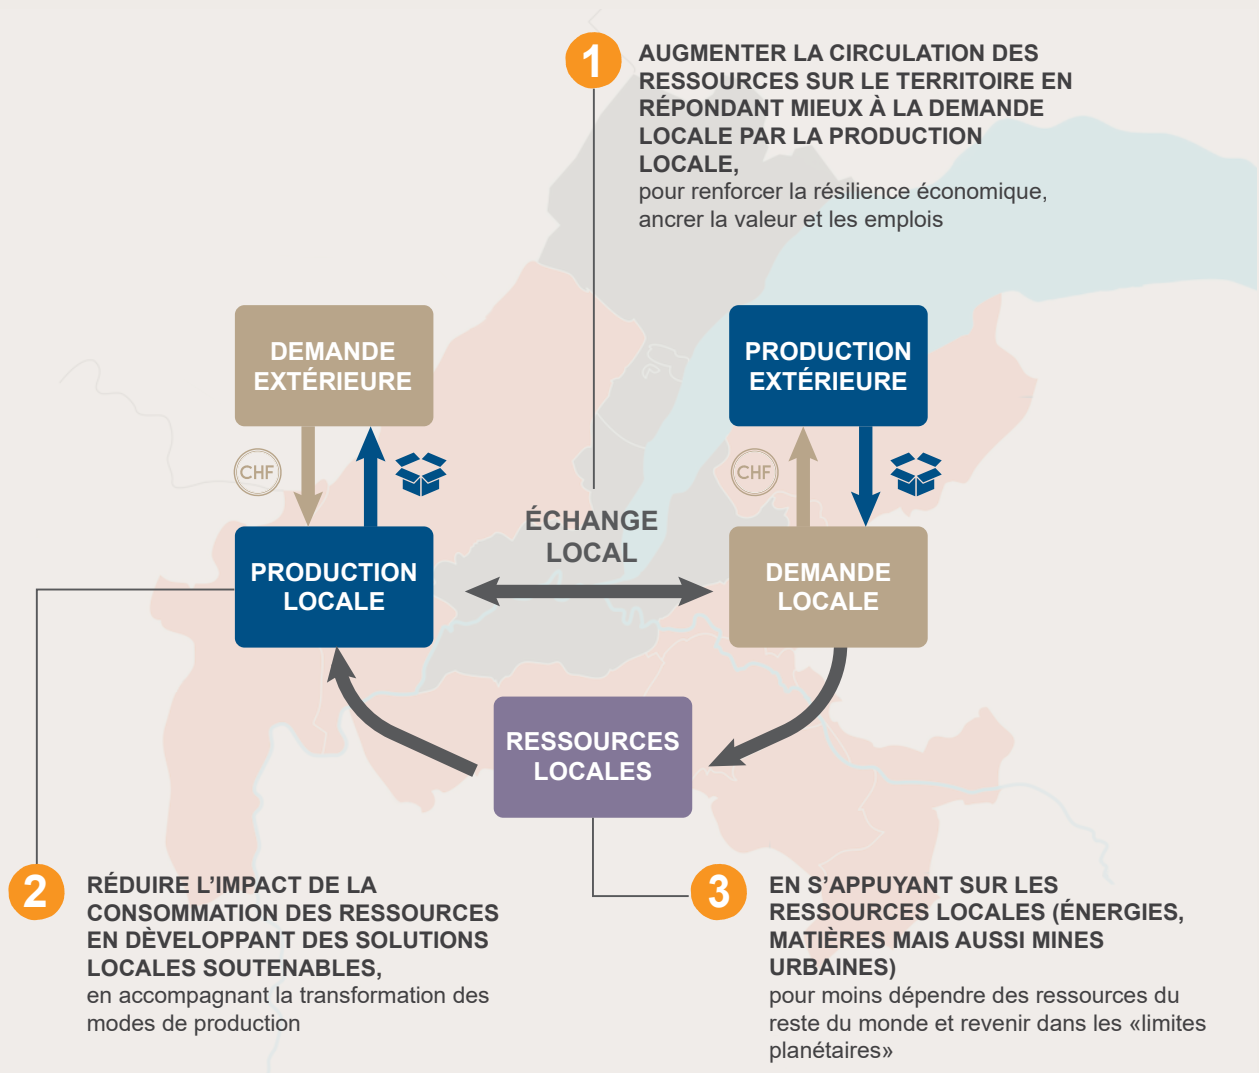 1
AUGMENTER LA CIRCULATION DES
RESSOURCES SUR LE TERRITOIRE EN
RÉPONDANT MIEUX À LA DEMANDE
LOCALE PAR LA PRODUCTION
LOCALE,
pour renforcer la résilience économique,
ancrer la valeur et les emplois
DEMANDE
EXTÉRIEURE
PRODUCTION
EXTÉRIEURE
CHF
CHF
ÉCHANGE
LOCAL
PRODUCTION
LOCALE
DEMANDE
LOCALE
RESSOURCES
LOCALES
2
RÉDUIRE L’IMPACT DE LA
CONSOMMATION DES RESSOURCES
EN DÈVELOPPANT DES SOLUTIONS
LOCALES SOUTENABLES,
en accompagnant la transformation des
modes de production
3
EN S’APPUYANT SUR LES
RESSOURCES LOCALES (ÉNERGIES,
MATIÈRES MAIS AUSSI MINES
URBAINES)
pour moins dépendre des ressources du
reste du monde et revenir dans les «limites
planétaires»